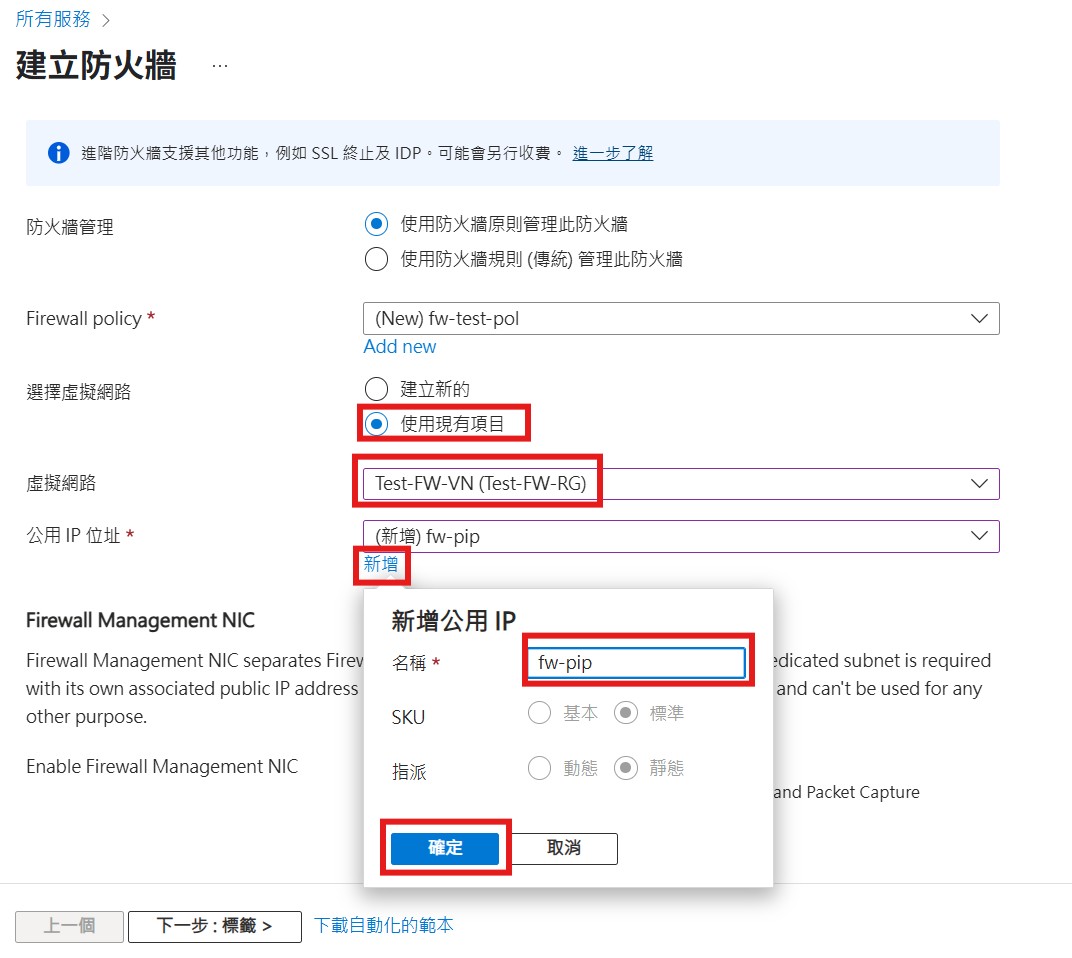 所有服務 >
建立防火牆 ...
進階防火牆支援其他功能，例如 SSL 終止及 IDP。可能會另行收費。 進一步了解
防火牆管理
使用防火牆原則管理此防火牆
使用防火牆規則 (傳統) 管理此防火牆
Firewall policy *
(New) fw-test-pol
Add new
選擇虛擬網路
建立新的
使用現有項目
虛擬網路
Test-FW-VN (Test-FW-RG)
公用 IP 位址 *
(新增) fw-pip
新增
新增公用 IP
名稱 *
fw-pip
SKU
基本 標準
指派
動態 靜態
確定 取消
Firewall Management NIC
Firewall Management NIC separates Firew edicated subnet is required
with its own associated public IP address and can't be used for any
other purpose.
Enable Firewall Management NIC
and Packet Capture
上一個 下一步 : 標籤 > 下載自動化的範本